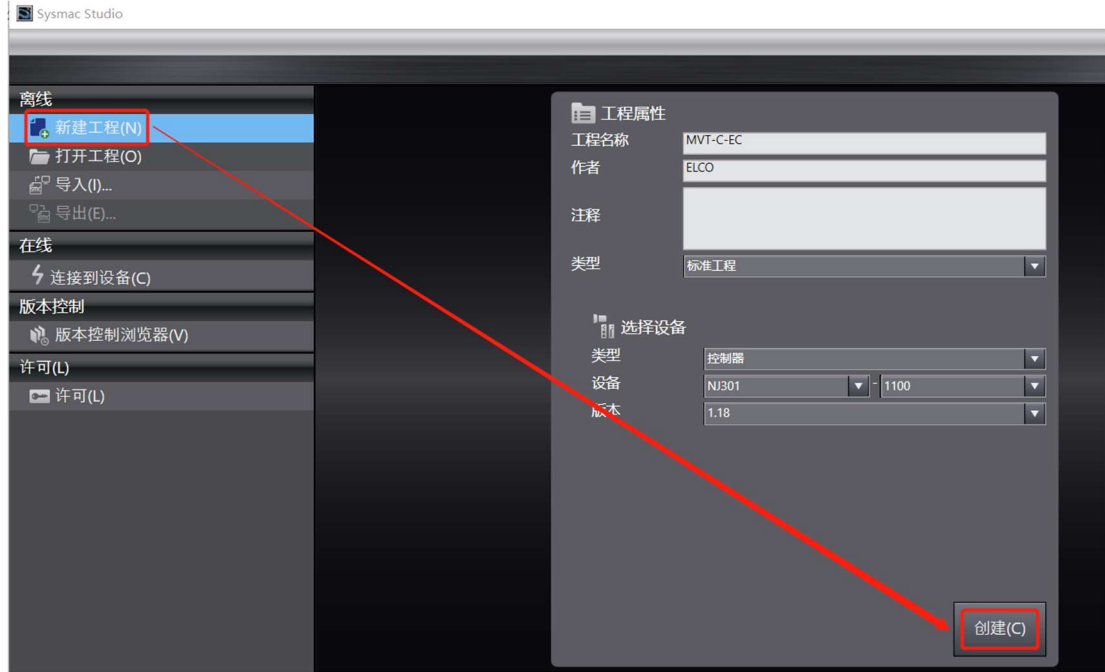 Sysmac Studio
离线
新建工程(N)
打开工程(O)
导入(I)...
导出(E)...
在线
连接到设备(C)
版本控制
版本控制浏览器(V)
许可(L)
许可(L)
工程属性
工程名称 MVT-C-EC
作者 ELCO
注释
类型 标准工程
选择设备
类型 控制器
设备 NJ301 - 1100
版本 1.18
创建(C)